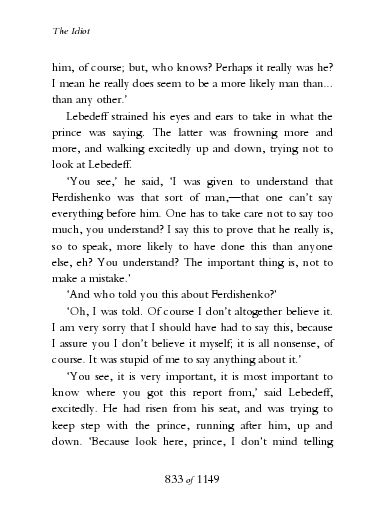 The Idiot
him, of course; but, who knows? Perhaps it really was he?
I mean he really does seem to be a more likely man than...
than any other.’
Lebedeff strained his eyes and ears to take in what the
prince was saying. The latter was frowning more and
more, and walking excitedly up and down, trying not to
look at Lebedeff.
‘You see,’ he said, ‘I was given to understand that
Ferdishenko was that sort of man,—that one can’t say
everything before him. One has to take care not to say too
much, you understand? I say this to prove that he really is,
so to speak, more likely to have done this than anyone
else, eh? You understand? The important thing is, not to
make a mistake.’
‘And who told you this about Ferdishenko?’
‘Oh, I was told. Of course I don’t altogether believe it.
I am very sorry that I should have had to say this, because
I assure you I don’t believe it myself; it is all nonsense, of
course. It was stupid of me to say anything about it.’
‘You see, it is very important, it is most important to
know where you got this report from,’ said Lebedeff,
excitedly. He had risen from his seat, and was trying to
keep step with the prince, running after him, up and
down. ‘Because look here, prince, I don’t mind telling
833 of 1149